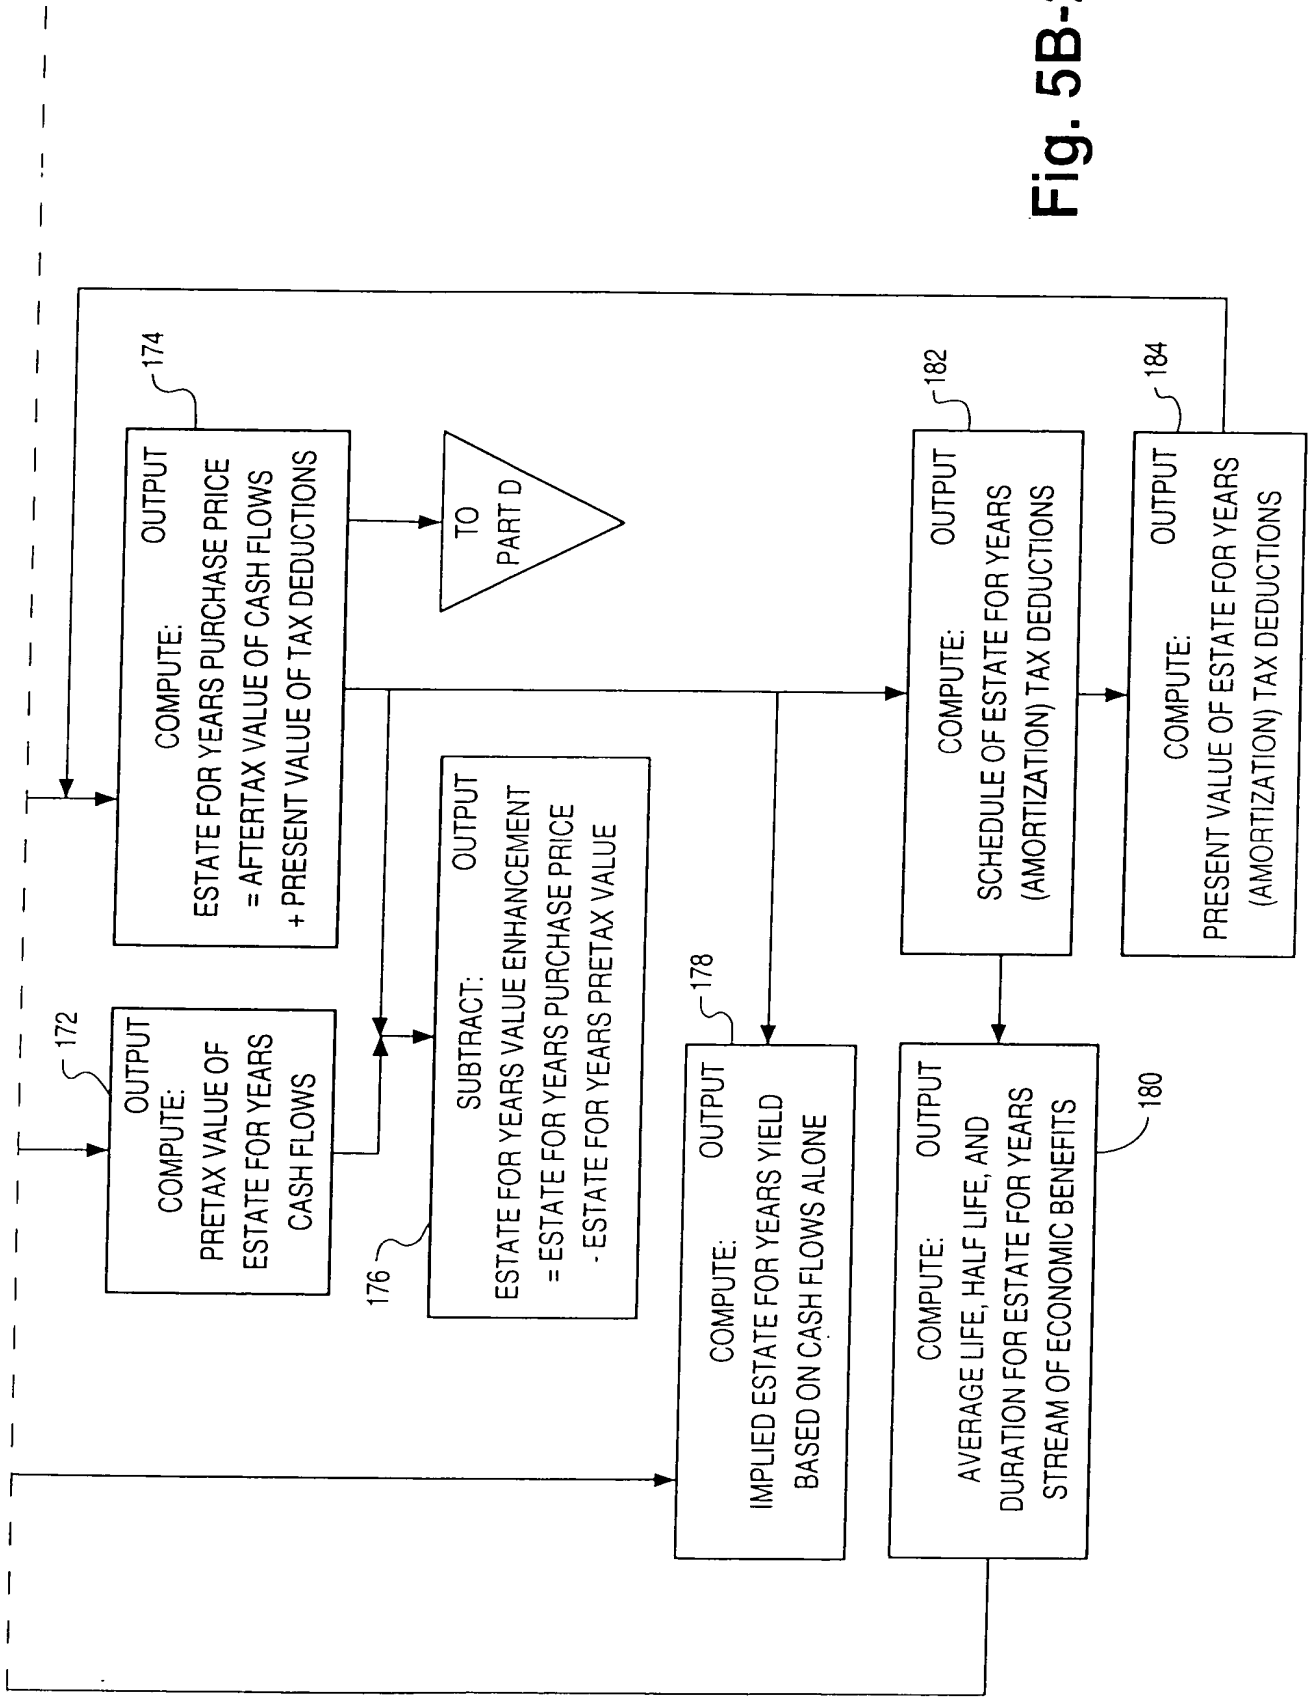 172
OUTPUT
COMPUTE:
PRETAX VALUE OF
ESTATE FOR YEARS
CASH FLOWS
174
COMPUTE: OUTPUT
ESTATE FOR YEARS PURCHASE PRICE
= AFTERTAX VALUE OF CASH FLOWS
+ PRESENT VALUE OF TAX DEDUCTIONS
TO
PART D
176
SUBTRACT: OUTPUT
ESTATE FOR YEARS VALUE ENHANCEMENT
= ESTATE FOR YEARS PURCHASE PRICE
- ESTATE FOR YEARS PRETAX VALUE
178
COMPUTE: OUTPUT
IMPLIED ESTATE FOR YEARS YIELD
BASED ON CASH FLOWS ALONE
180
COMPUTE: OUTPUT
AVERAGE LIFE, HALF LIFE, AND
DURATION FOR ESTATE FOR YEARS
STREAM OF ECONOMIC BENEFITS
182
COMPUTE: OUTPUT
SCHEDULE OF ESTATE FOR YEARS
(AMORTIZATION) TAX DEDUCTIONS
184
COMPUTE: OUTPUT
PRESENT VALUE OF ESTATE FOR YEARS
(AMORTIZATION) TAX DEDUCTIONS
Fig. 5B-